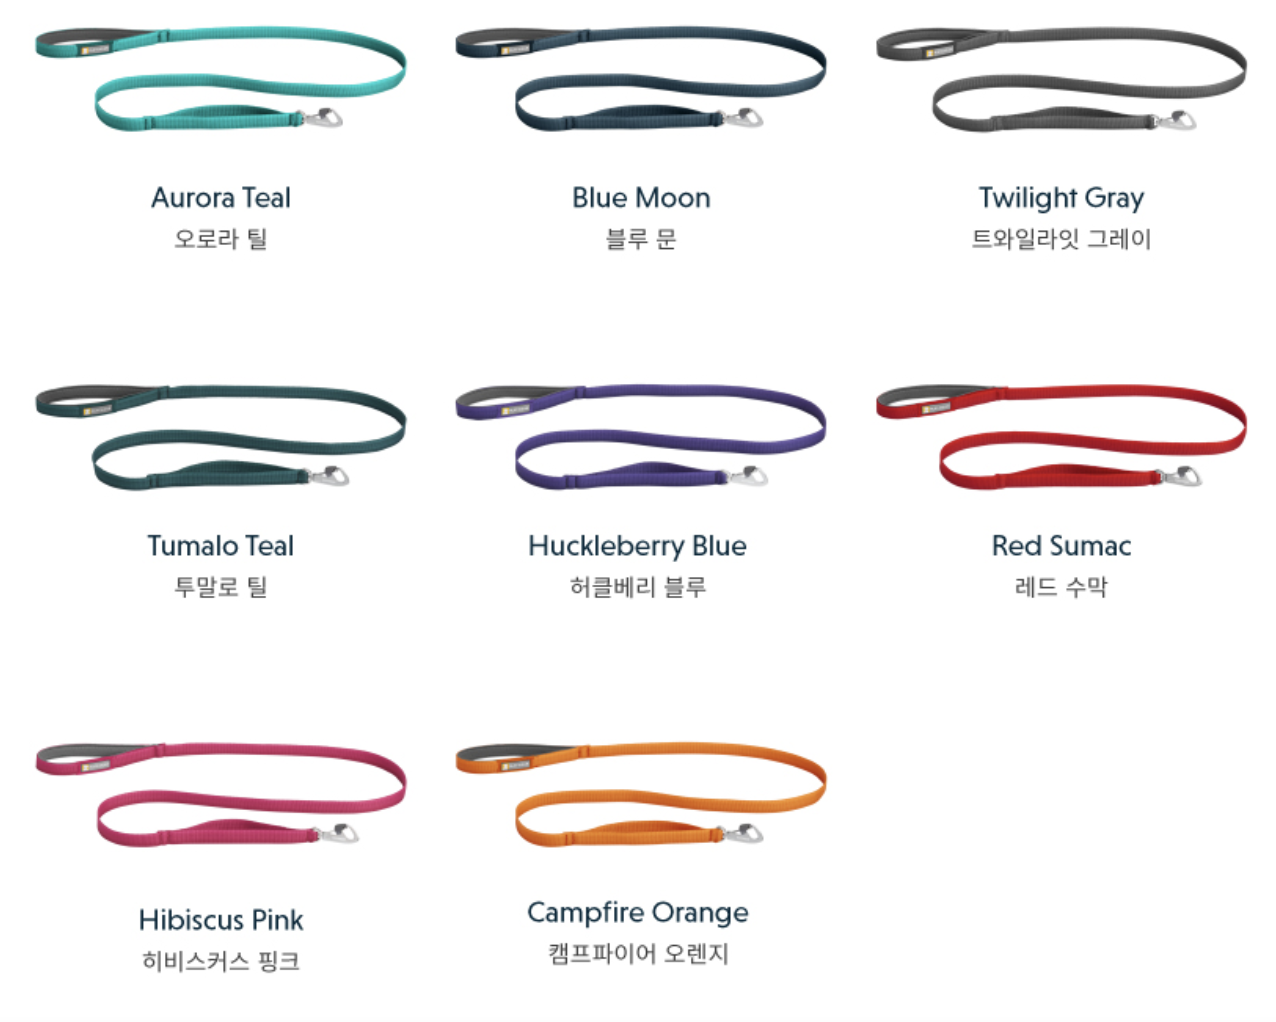 Aurora Teal
오로라 틸
Blue Moon
블루 문
Twilight Gray
트와일라잇 그레이
Tumalo Teal
투말로 틸
Huckleberry Blue
허클베리 블루
Red Sumac
레드 수막
Hibiscus Pink
히비스커스 핑크
Campfire Orange
캠프파이어 오렌지